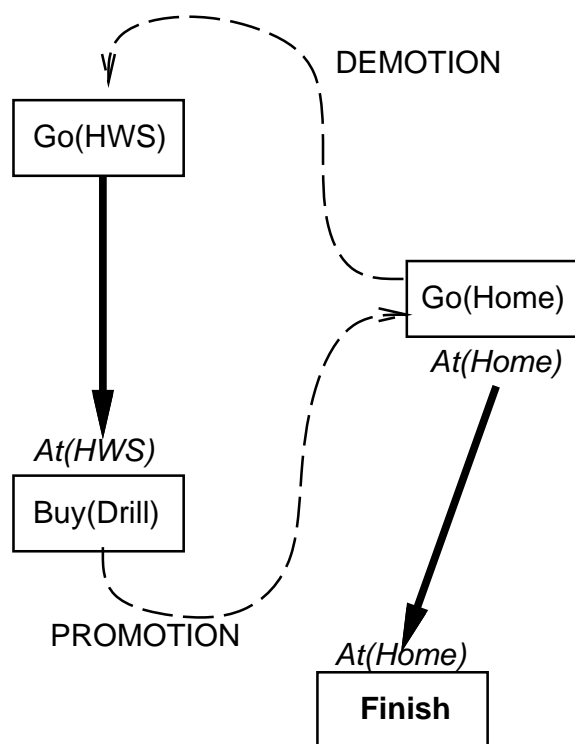 DEMOTION
Go(HWS)
Go(Home)
At(Home)
At(HWS)
Buy(Drill)
PROMOTION
At(Home)
Finish